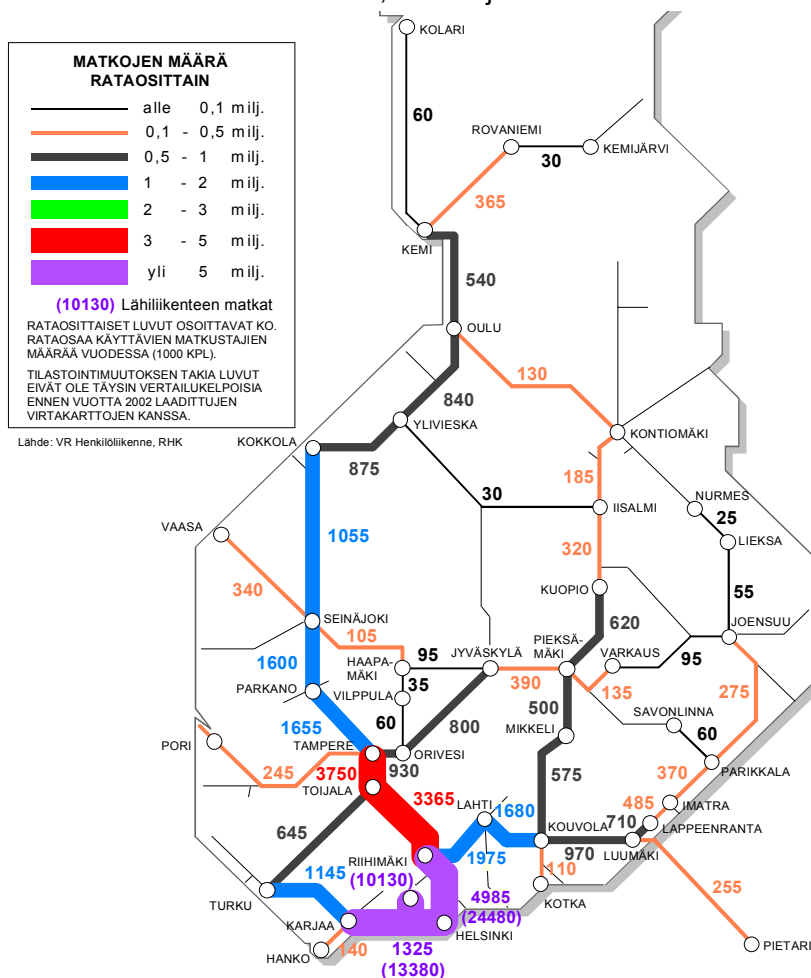 MATKOJEN MÄÄRÄ
RATAOSITTAIN
alle 0,1 milj.
0,1 - 0,5 milj.
0,5 - 1 milj.
1 - 2 milj.
2 - 3 milj.
3 - 5 milj.
yli 5 milj.
(10130) Lähiliikenteen matkat
RATAOSITTAISET LUVUT OSOITTAVAT KO.
RATAOSAA KÄYTTÄVIEN MATKUSTAJIEN
MÄÄRÄÄ VUODESSA (1000 KPL).
TILASTOINTIMUUTOKSEN TAKIA LUVUT
EIVÄT OLE TÄYSIN VERTAILUKELPOISIA
ENNEN VUOTTA 2002 LAADITTUJEN
VIRTAKARTTOJEN KANSSA.
Lähde: VR Henkilöliikenne, RHK
KOLARI
60
ROVANIEMI
30
KEMIJÄRVI
365
KEMI
540
OULU
130
840
YLIVIESKA
KONTIOMÄKI
KOKKOLA
875
185
30
NURMES
IISALMI
25
VAASA
1055
LIEKSA
320
340
KUOPIO
55
SEINÄJOKI
620
JOENSUU
105
JYVÄSKYLÄ
PIEKSÄ-
MÄKI
HAAPA-
MÄKI
95
VARKAUS
95
1600
390
135
275
PARKANO
35
VILPPULA
500
SAVONLINNA
1655
60
800
MIKKELI
60
PORI
TAMPERE
930
ORIVESI
575
PARIKKALA
245
3750
370
TOIJALA
3365
LAHTI
1680
485
IMATRA
645
KOUVOLA
710
LAPPEENRANTA
RIIHIMÄKI
1975
970
LUUMÄKI
1145
(10130)
110
TURKU
4985
(24480)
KOTKA
255
KARJAA
HELSINKI
HANKO
140
1325
(13380)
PIETARI